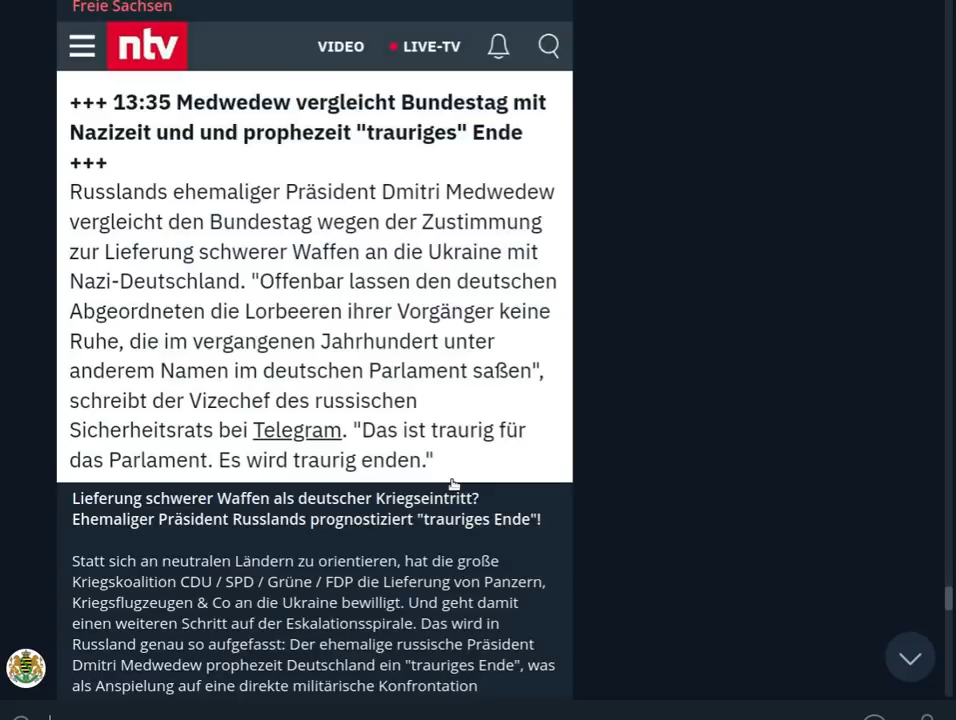 Freie Sachsen
ntv
VIDEO
LIVE-TV
+++ 13:35 Medwedew vergleicht Bundestag mit
Nazizeit und und prophezeit "trauriges" Ende
+++
Russlands ehemaliger Präsident Dmitri Medwedew
vergleicht den Bundestag wegen der Zustimmung
zur Lieferung schwerer Waffen an die Ukraine mit
Nazi-Deutschland. "Offenbar lassen den deutschen
Abgeordneten die Lorbeeren ihrer Vorgänger keine
Ruhe, die im vergangenen Jahrhundert unter
anderem Namen im deutschen Parlament saßen",
schreibt der Vizechef des russischen
Sicherheitsrats bei Telegram. "Das ist traurig für
das Parlament. Es wird traurig enden."
Lieferung schwerer Waffen als deutscher Kriegseintritt?
Ehemaliger Präsident Russlands prognostiziert "trauriges Ende"!
Statt sich an neutralen Ländern zu orientieren, hat die große
Kriegskoalition CDU / SPD / Grüne / FDP die Lieferung von Panzern,
Kriegsflugzeugen & Co an die Ukraine bewilligt. Und geht damit
einen weiteren Schritt auf der Eskalationsspirale. Das wird in
Russland genau so aufgefasst: Der ehemalige russische Präsident
Dmitri Medwedew prophezeit Deutschland ein "trauriges Ende", was
als Anspielung auf eine direkte militärische Konfrontation